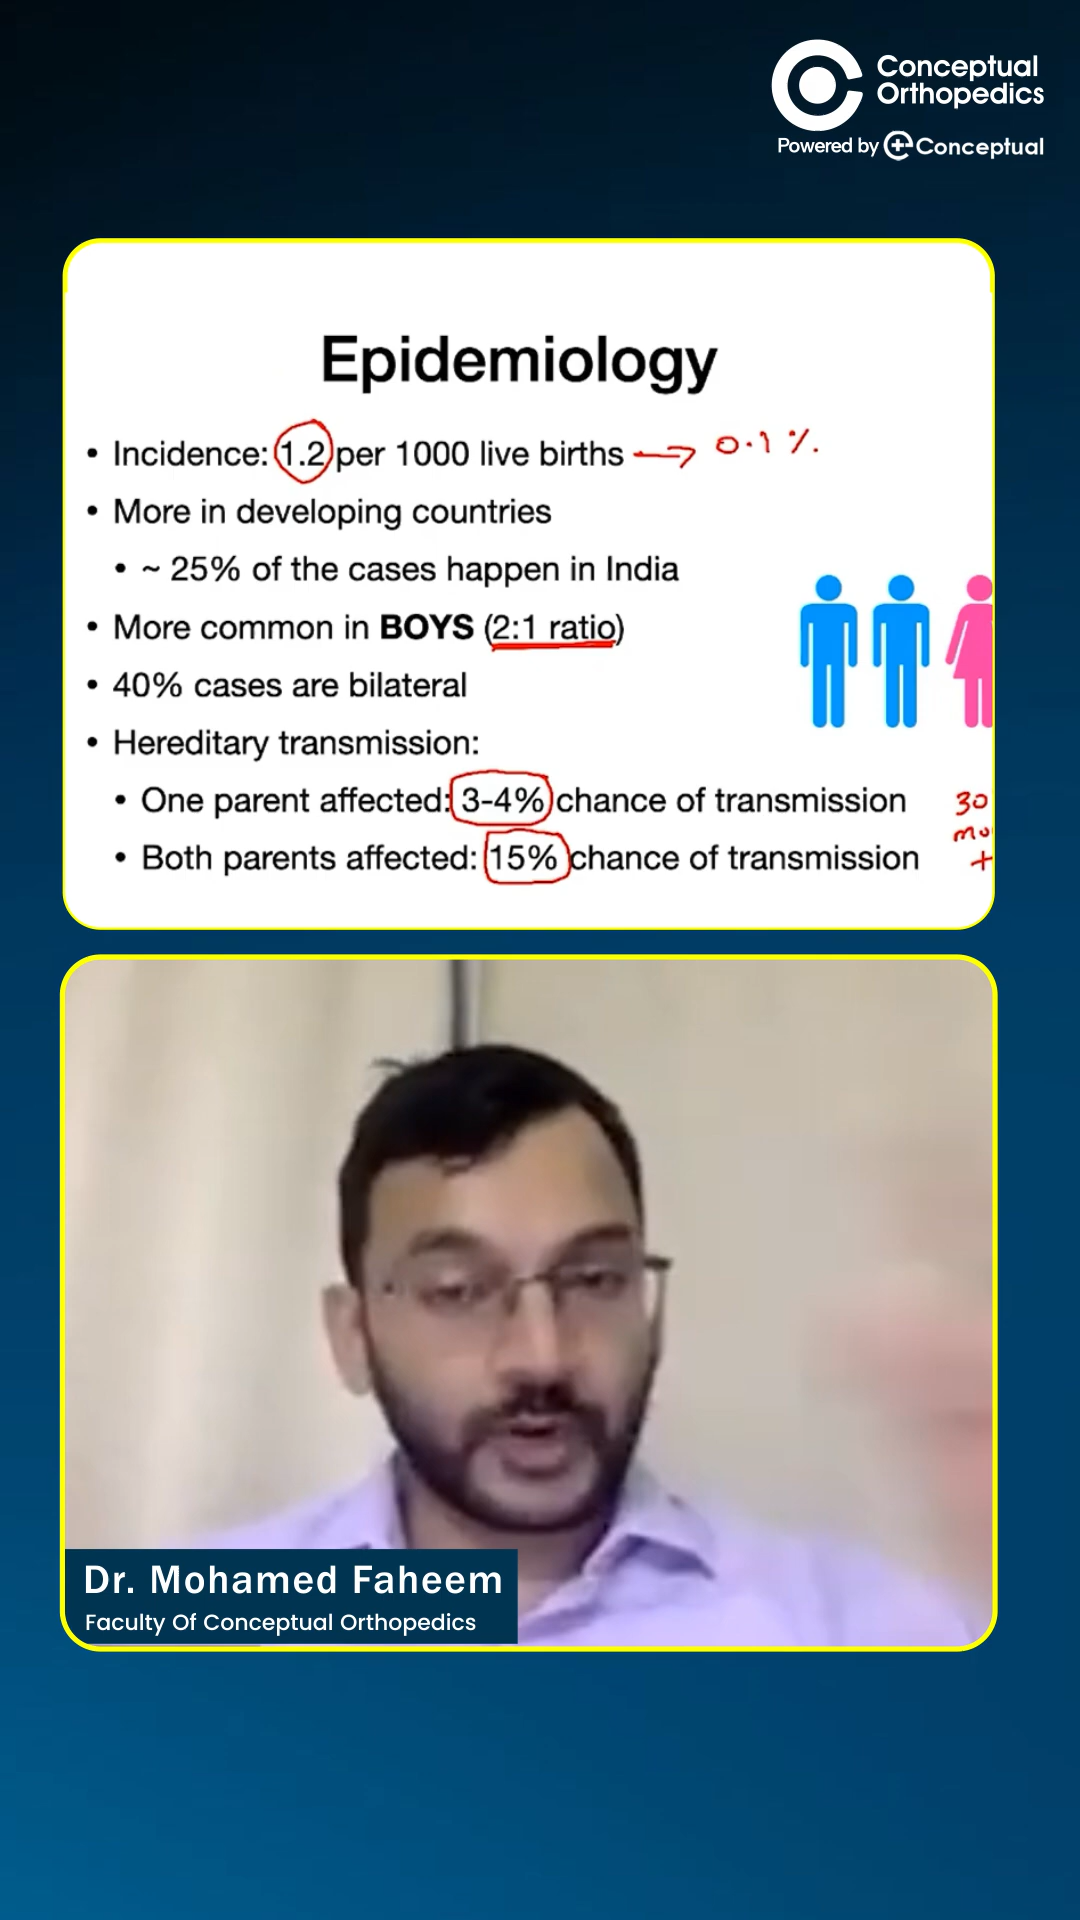 Conceptual
Orthopedics
Powered by Conceptual
Epidemiology
• Incidence: 1.2 per 1000 live births → 0.1 %.
• More in developing countries
• ~ 25% of the cases happen in India
• More common in BOYS (2:1 ratio)
• 40% cases are bilateral
• Hereditary transmission:
• One parent affected: 3-4% chance of transmission
30
• Both parents affected: 15% chance of transmission
+
Dr. Mohamed Faheem
Faculty Of Conceptual Orthopedics